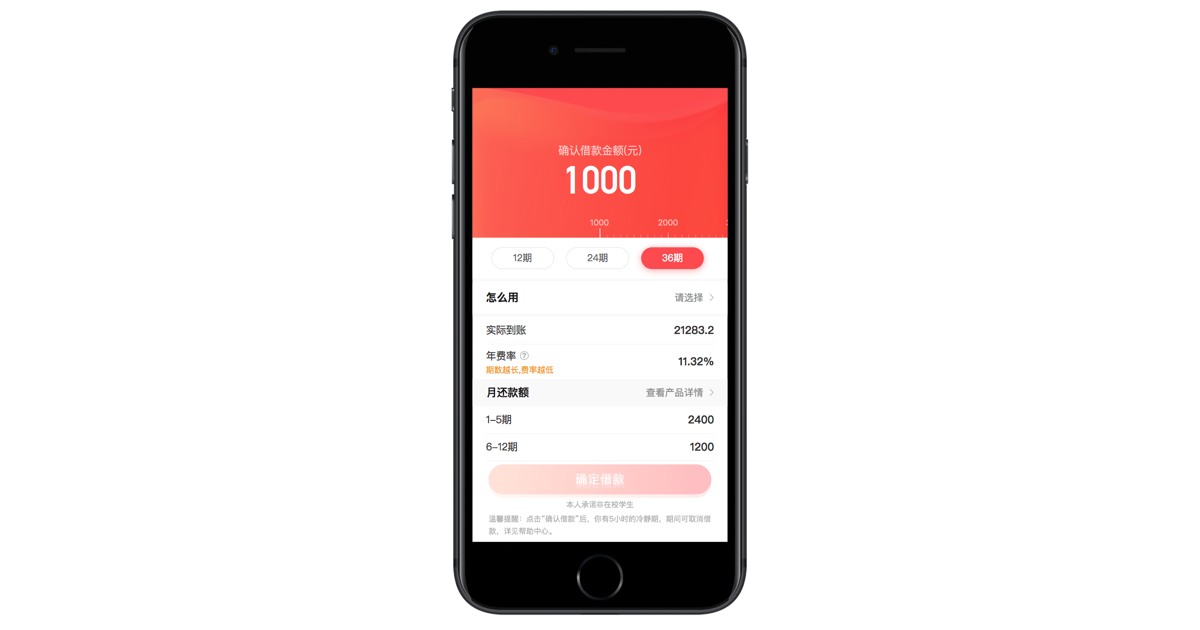 确认借款金额(元)
1000
1000 2000
12期 24期 36期
怎么用 请选择
实际到账 21283.2
年费率 ? 11.32%
期数越长,费率越低
月还款额 查看产品详情
1–5期 2400
6–12期 1200
确定借款
本人承诺非在校学生
温馨提醒：点击“确认借款”后，你有5小时的冷静期，期间可取消借
款，详见帮助中心。